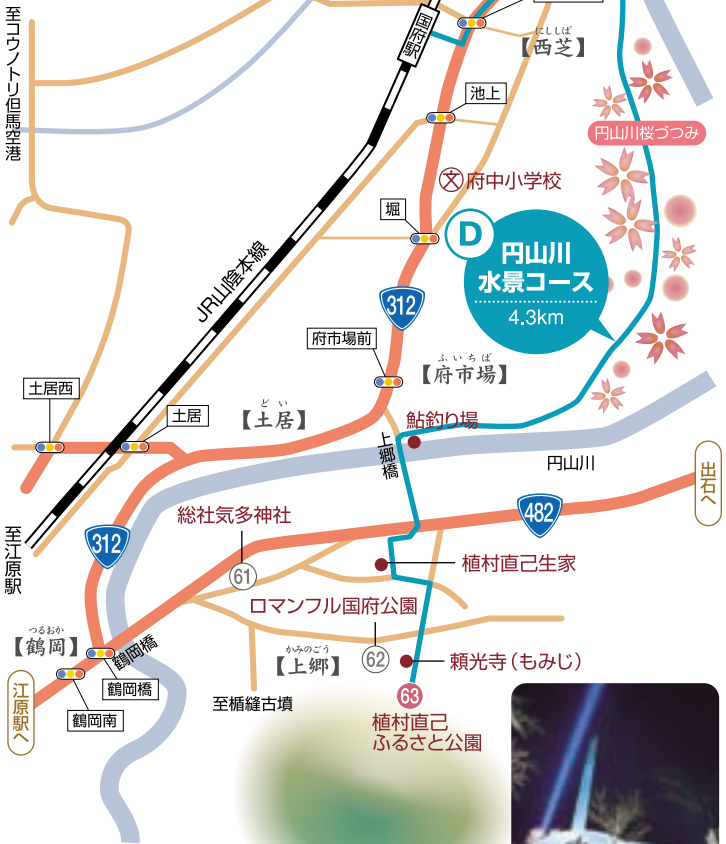 至コウノトリ但馬空港
国府駅
にししば
【西芝】
池上
円山川桜づつみ
府中小学校
堀
D
円山川
水景コース
4.3km
JR山陰本線
312
府市場前
ふいちば
【府市場】
土居西
土居
どい
【土居】
鮎釣り場
上郷橋
円山川
出石へ
482
総社気多神社
61
312
至江原駅
植村直己生家
ロマンフル国府公園
62
かみのごう
【上郷】
頼光寺(もみじ)
つるおか
【鶴岡】
鶴岡橋
鶴岡橋
鶴岡南
江原駅へ
至楯縫古墳
63
植村直己
ふるさと公園